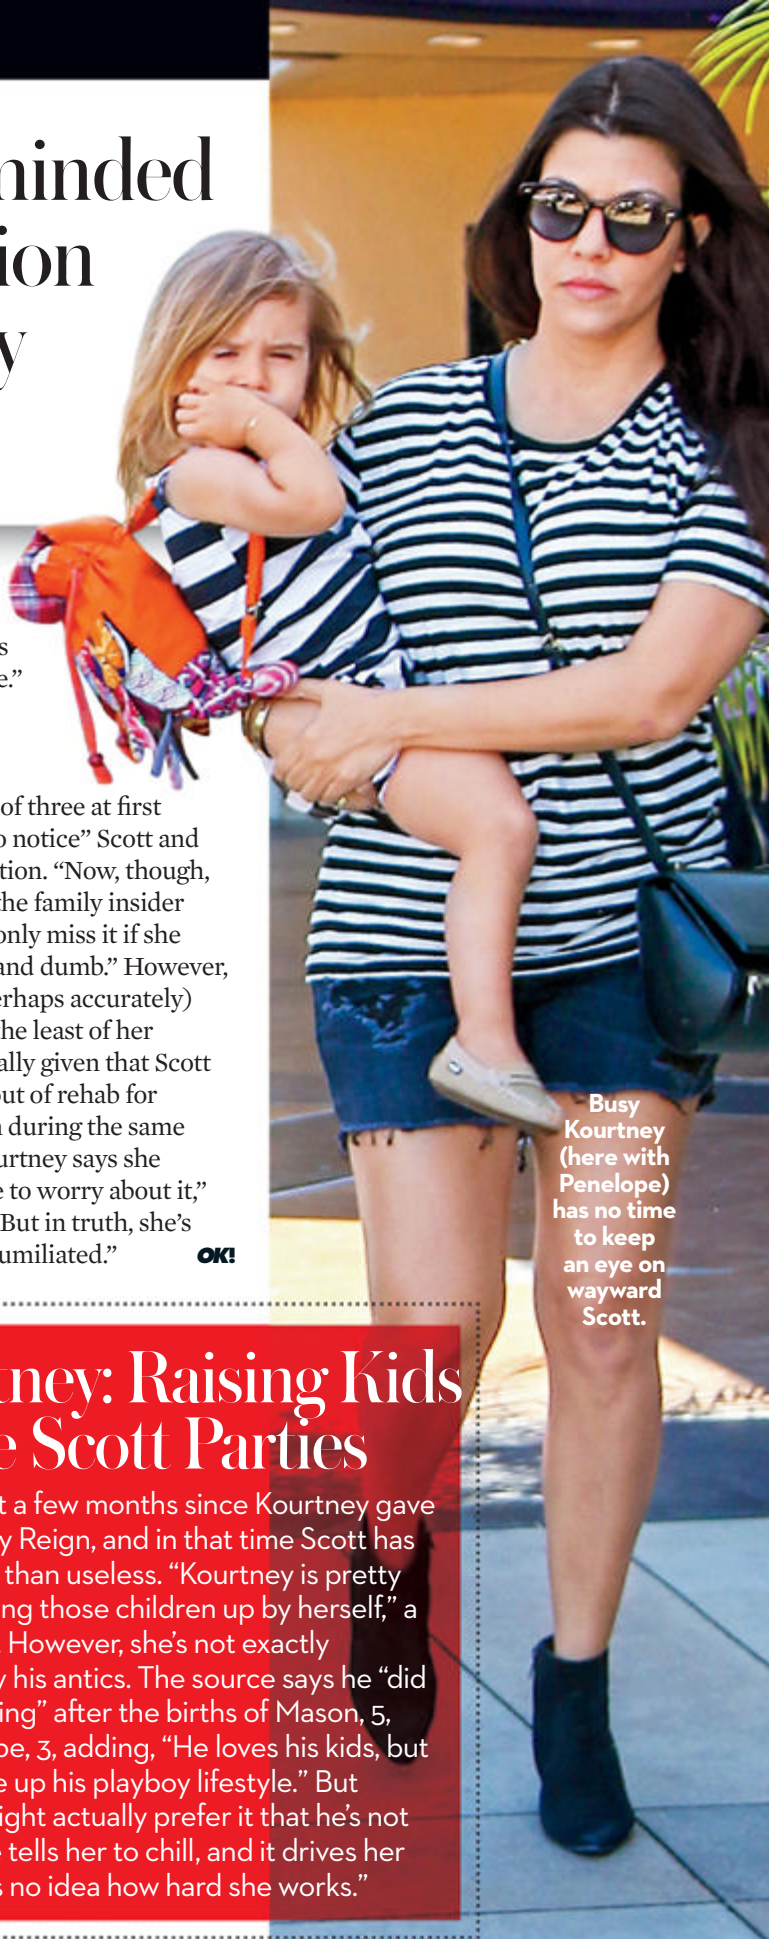 minded
ion
y
s
e.”
of three at first
o notice” Scott and
tion. “Now, though,
the family insider
only miss it if she
and dumb.” However,
erhaps accurately)
he least of her
ally given that Scott
out of rehab for
n during the same
urtney says she
e to worry about it,”
But in truth, she’s
umiliated.” OK!
Busy
Kourtney
(here with
Penelope)
has no time
to keep
an eye on
wayward
Scott.
tney: Raising Kids
e Scott Parties
t a few months since Kourtney gave
y Reign, and in that time Scott has
than useless. “Kourtney is pretty
ng those children up by herself,” a
. However, she’s not exactly
y his antics. The source says he “did
ing” after the births of Mason, 5,
pe, 3, adding, “He loves his kids, but
e up his playboy lifestyle.” But
ight actually prefer it that he’s not
e tells her to chill, and it drives her
s no idea how hard she works.”